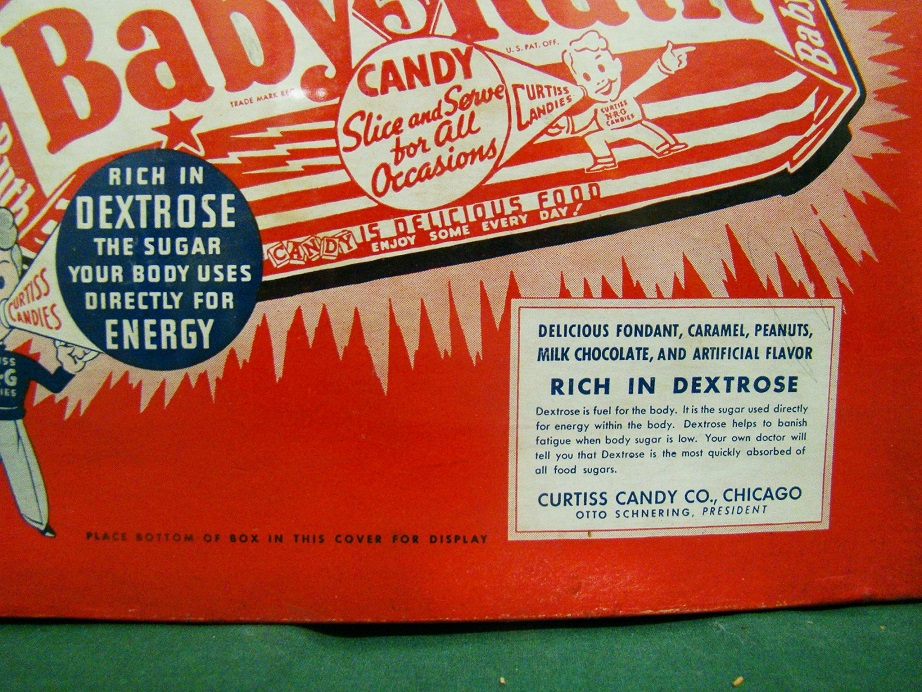 Baby Ruth
5¢
TRADE MARK REG.
U. S. PAT. OFF.
CANDY
Slice and Serve
for All
Occasions
CURTISS
CANDIES
CURTISS
CANDIES
Baby
CANDY IS DELICIOUS FOOD
ENJOY SOME EVERY DAY!
RICH IN
DEXTROSE
THE SUGAR
YOUR BODY USES
DIRECTLY FOR
ENERGY
CURTISS
CANDIES
DELICIOUS FONDANT, CARAMEL, PEANUTS,
MILK CHOCOLATE, AND ARTIFICIAL FLAVOR
RICH IN DEXTROSE
Dextrose is fuel for the body. It is the sugar used directly
for energy within the body. Dextrose helps to banish
fatigue when body sugar is low. Your own doctor will
tell you that Dextrose is the most quickly absorbed of
all food sugars.
CURTISS CANDY CO., CHICAGO
OTTO SCHNERING, PRESIDENT
PLACE BOTTOM OF BOX IN THIS COVER FOR DISPLAY